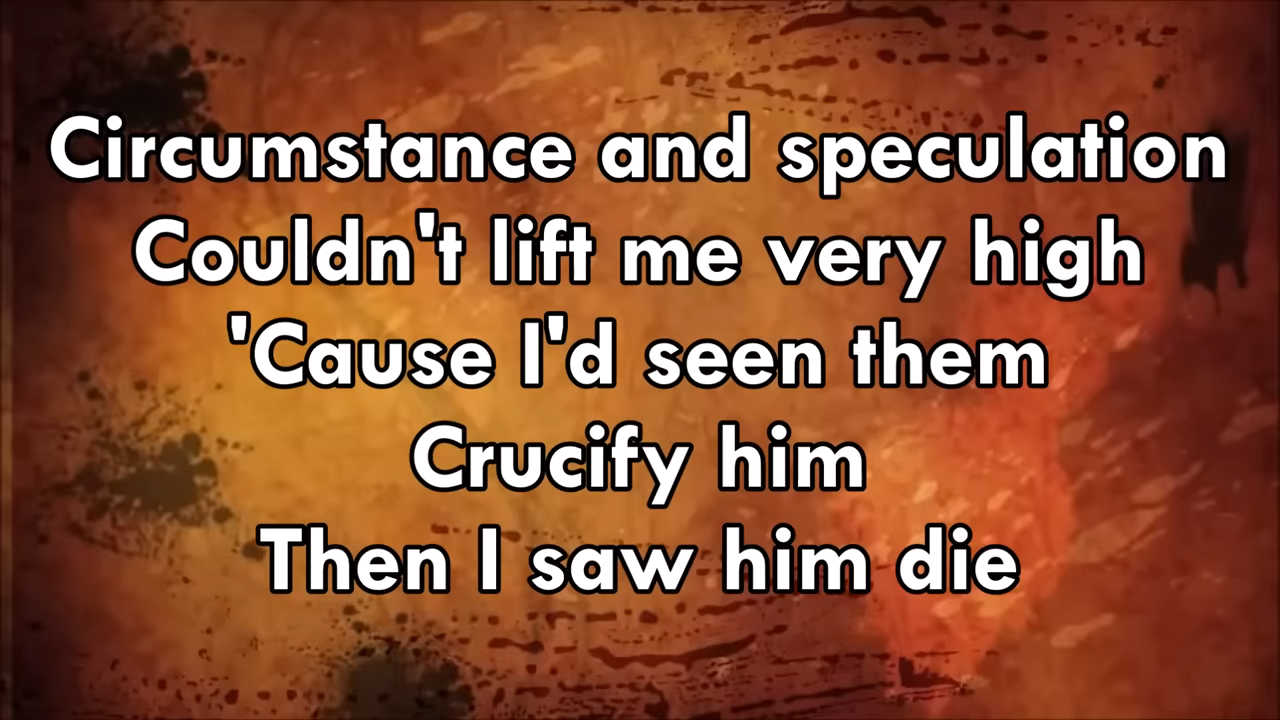 Circumstance and speculation
Couldn't lift me very high
'Cause I'd seen them
Crucify him
Then I saw him die